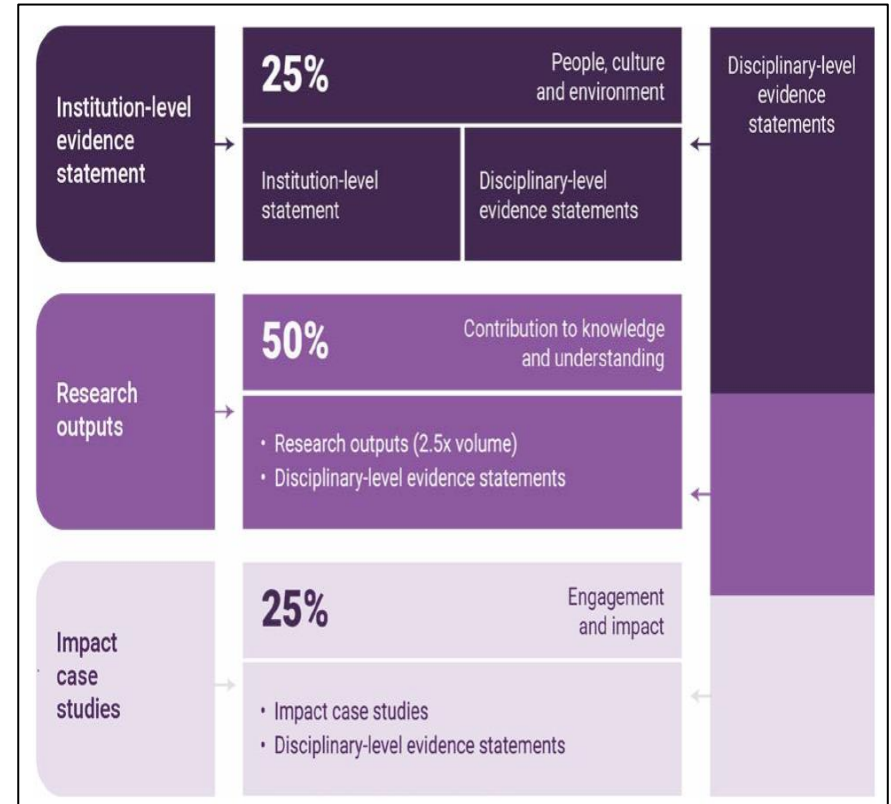 Institution-level
evidence
statement
25%
People, culture
and environment
Institution-level
statement
Disciplinary-level
evidence statements
Disciplinary-level
evidence
statements
Research
outputs
50%
Contribution to knowledge
and understanding
• Research outputs (2.5x volume)
• Disciplinary-level evidence statements
Impact
case
studies
25%
Engagement
and impact
• Impact case studies
• Disciplinary-level evidence statements